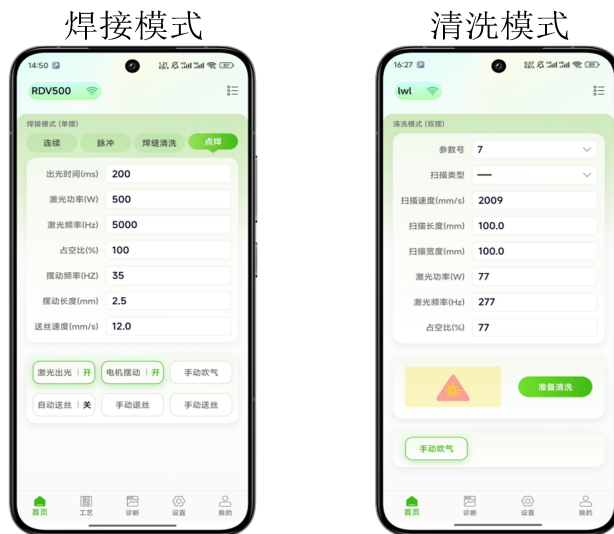 焊接模式
14:50
RDV500
焊接模式 (单摆)
连续 脉冲 焊缝清洗 点焊
出光时间(ms) 200
激光功率(W) 500
激光频率(Hz) 5000
占空比(%) 100
摆动频率(HZ) 35
摆动长度(mm) 2.5
送丝速度(mm/s) 12.0
激光出光 | 开 电机摆动 | 开 手动吹气
自动送丝 | 关 手动退丝 手动送丝
首页 工艺 诊断 设置 我的
清洗模式
16:27
lwl
清洗模式 (双摆)
参数号 7
扫描类型 —
扫描速度(mm/s) 2009
扫描长度(mm) 100.0
扫描宽度(mm) 100.0
激光功率(W) 77
激光频率(Hz) 277
占空比(%) 77
准备清洗
手动吹气
首页 诊断 设置 我的